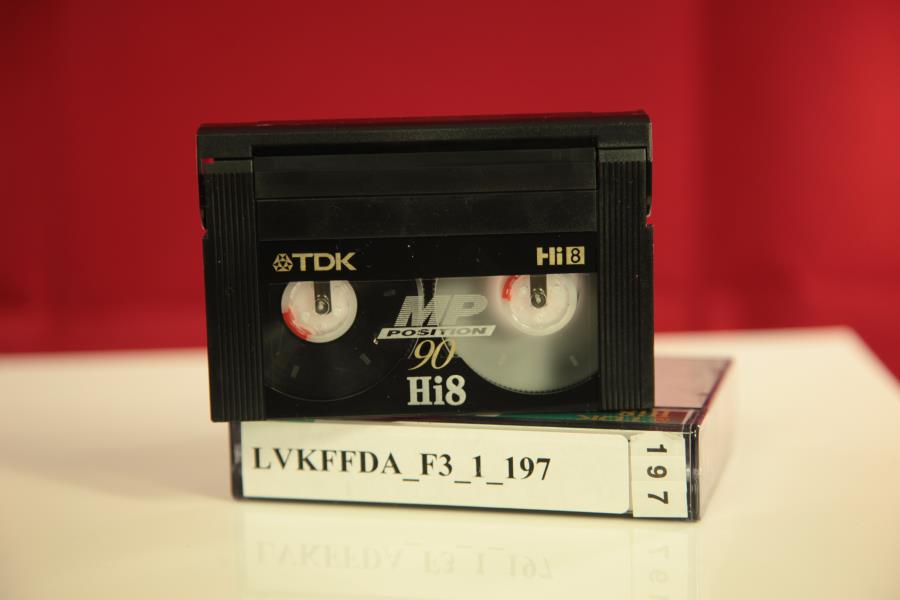 TDK Hi8
MP
POSITION
90
Hi8
LVKFFDA_F3_1_197
197